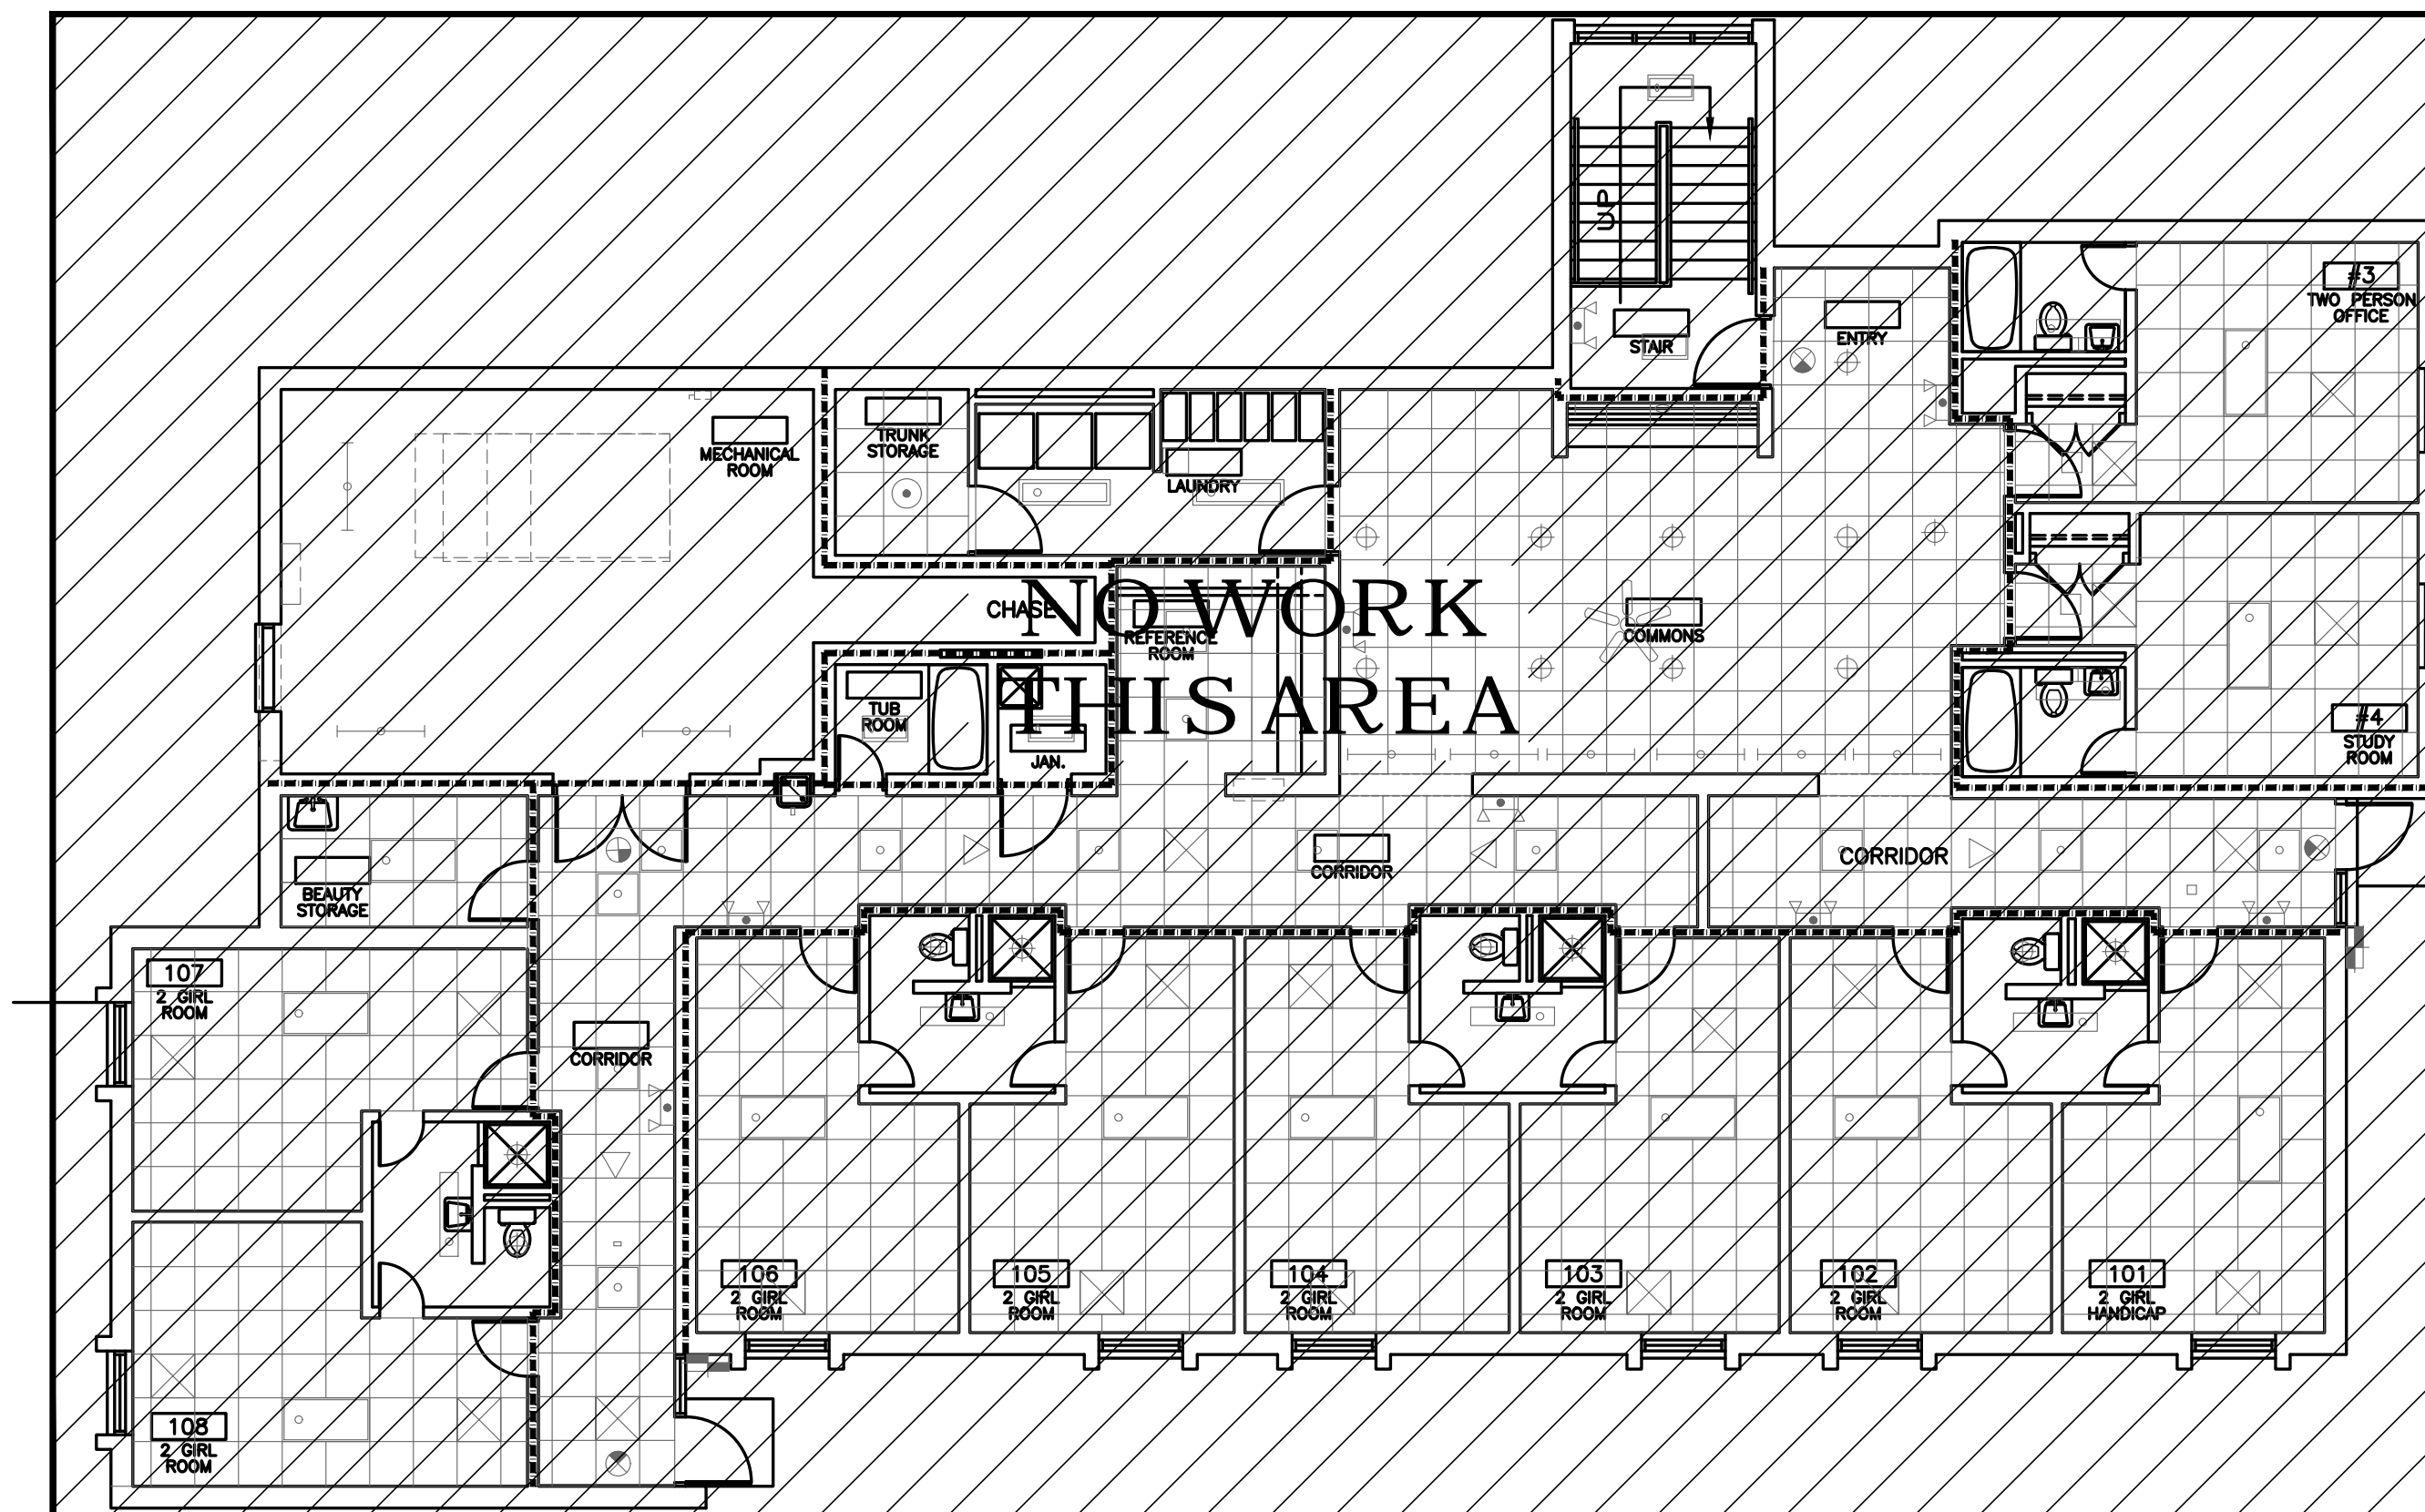 UP
#3
TWO PERSON
OFFICE
STAIR
ENTRY
TRUNK
STORAGE
MECHANICAL
ROOM
LAUNDRY
CHASE
NO WORK
THIS AREA
REFERENCE
ROOM
COMMONS
TUB
ROOM
JAN.
#4
STUDY
ROOM
BEAUTY
STORAGE
CORRIDOR
CORRIDOR
107
2 GIRL
ROOM
CORRIDOR
106
2 GIRL
ROOM
105
2 GIRL
ROOM
104
2 GIRL
ROOM
103
2 GIRL
ROOM
102
2 GIRL
ROOM
101
2 GIRL
HANDICAP
108
2 GIRL
ROOM